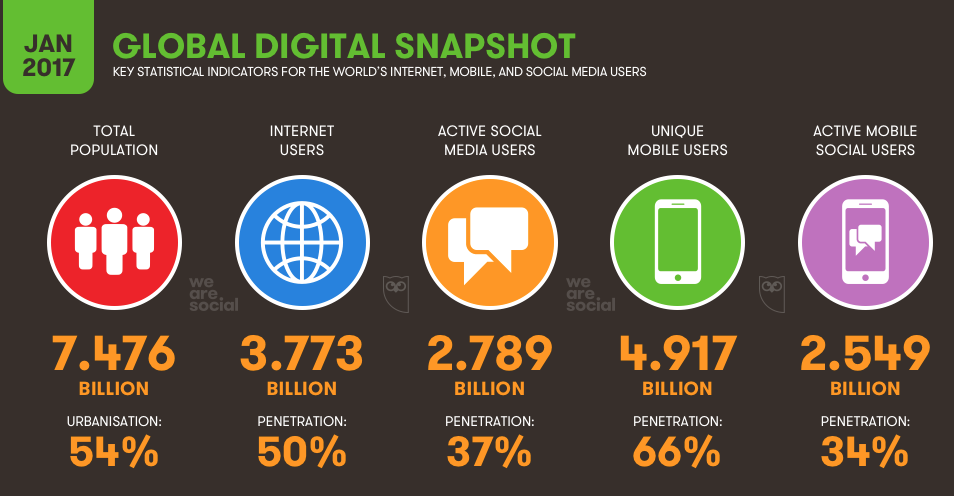 JAN
2017
GLOBAL DIGITAL SNAPSHOT
KEY STATISTICAL INDICATORS FOR THE WORLD'S INTERNET, MOBILE, AND SOCIAL MEDIA USERS
TOTAL
POPULATION
INTERNET
USERS
ACTIVE SOCIAL
MEDIA USERS
UNIQUE
MOBILE USERS
ACTIVE MOBILE
SOCIAL USERS
we
are
social
we
are
social
7.476
BILLION
3.773
BILLION
2.789
BILLION
4.917
BILLION
2.549
BILLION
URBANISATION:
54%
PENETRATION:
50%
PENETRATION:
37%
PENETRATION:
66%
PENETRATION:
34%